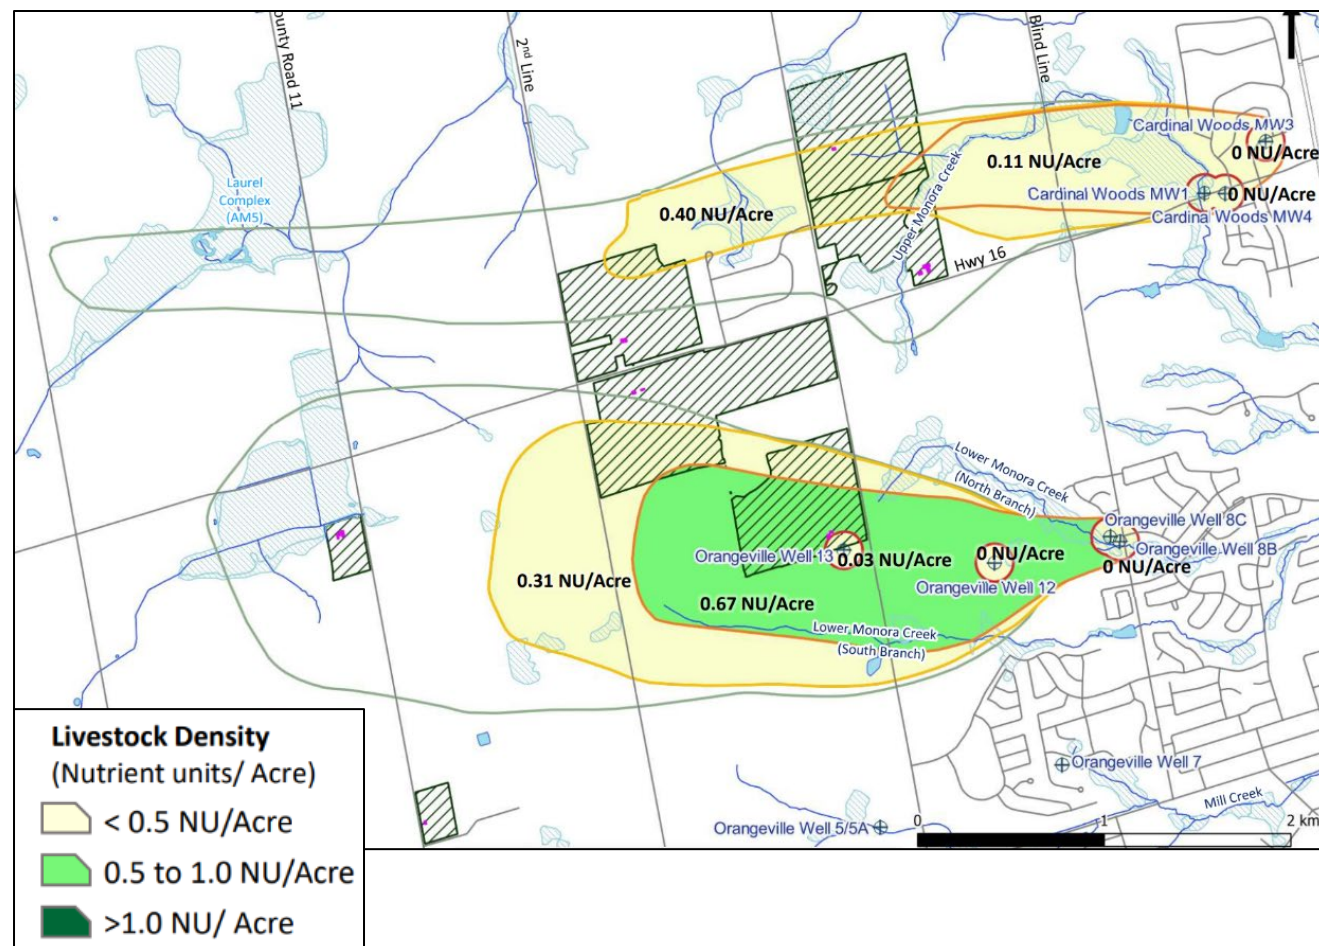 ounty Road 11
2nd Line
Blind Line
Cardinal Woods MW3
0 NU/Acre
0.11 NU/Acre
Laurel
Complex
(AM5)
Cardinal Woods MW1
0 NU/Acre
0.40 NU/Acre
Cardinal Woods MW4
Upper Monora Creek
Hwy 16
Lower Monora Creek
(North Branch)
Orangeville Well 8C
Orangeville Well 8B
Orangeville Well 13
0.03 NU/Acre
0 NU/Acre
0 NU/Acre
0.31 NU/Acre
Orangeville Well 12
0.67 NU/Acre
Lower Monora Creek
(South Branch)
Orangeville Well 7
Mill Creek
Orangeville Well 5/5A
0 1 2 km
Livestock Density
(Nutrient units/ Acre)
< 0.5 NU/Acre
0.5 to 1.0 NU/Acre
>1.0 NU/ Acre